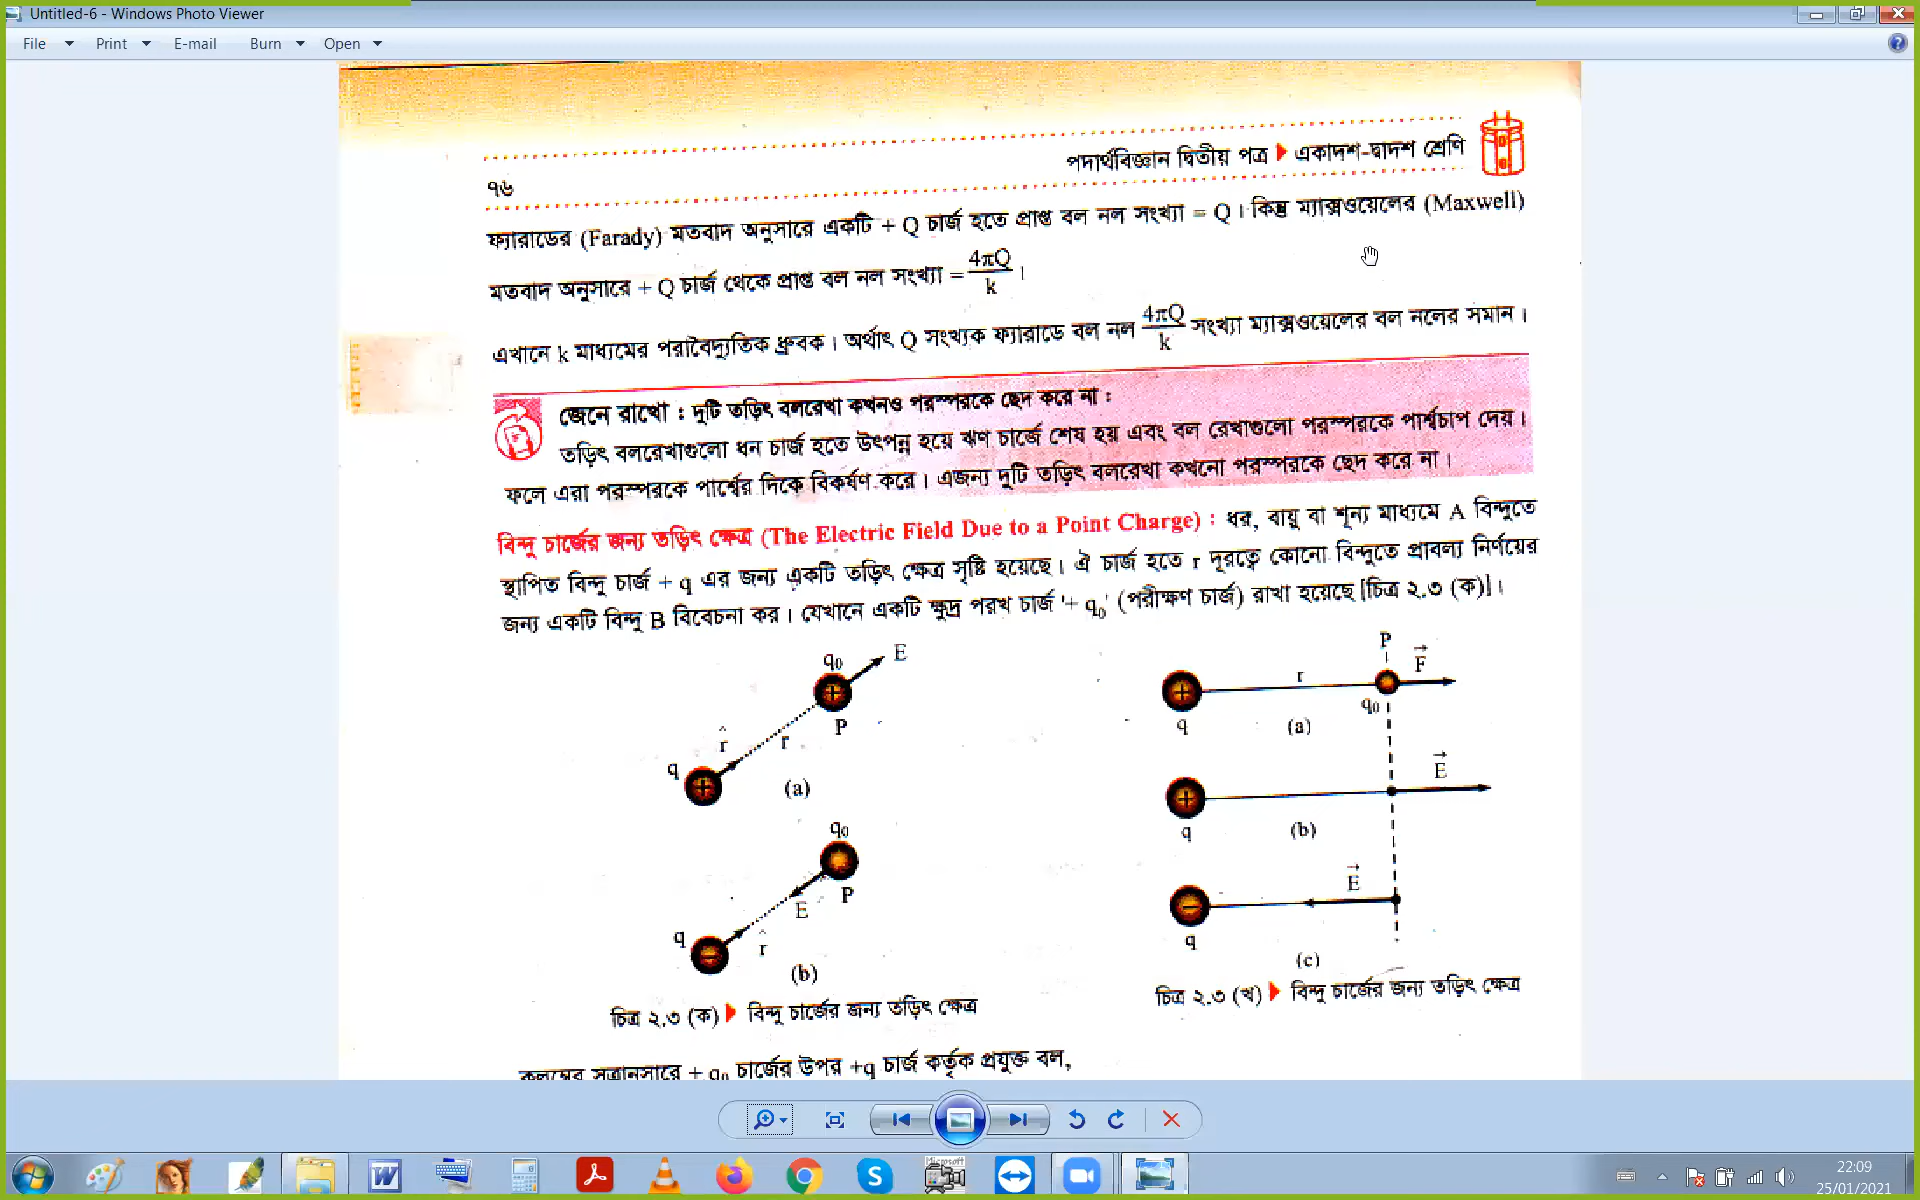 Untitled-6 - Windows Photo Viewer
File Print E-mail Burn Open
পদার্থবিজ্ঞান দ্বিতীয় পত্র একাদশ-দ্বাদশ শ্রেণি
৭৬
ফ্যারাডের (Farady) মতবাদ অনুসারে একটি + Q চার্জ হতে প্রাপ্ত বল নল সংখ্যা = Q। কিন্তু ম্যাক্সওয়েলের (Maxwell)
মতবাদ অনুসারে + Q চার্জ থেকে প্রাপ্ত বল নল সংখ্যা = 4πQ/k ।
এখানে k মাধ্যমের পরাবৈদ্যুতিক ধ্রুবক। অর্থাৎ Q সংখ্যক ফ্যারাডে বল নল 4πQ/k সংখ্যা ম্যাক্সওয়েলের বল নলের সমান।
জেনে রাখো : দুটি তড়িৎ বলরেখা কখনও পরস্পরকে ছেদ করে না :
তড়িৎ বলরেখাগুলো ধন চার্জ হতে উৎপন্ন হয়ে ঋণ চার্জে শেষ হয় এবং বল রেখাগুলো পরস্পরকে পার্শ্বচাপ দেয়।
ফলে এরা পরস্পরকে পার্শ্বের দিকে বিকর্ষণ করে। এজন্য দুটি তড়িৎ বলরেখা কখনো পরস্পরকে ছেদ করে না।
বিন্দু চার্জের জন্য তড়িৎ ক্ষেত্র (The Electric Field Due to a Point Charge) : ধর, বায়ু বা শূন্য মাধ্যমে A বিন্দুতে
স্থাপিত বিন্দু চার্জ + q এর জন্য একটি তড়িৎ ক্ষেত্র সৃষ্টি হয়েছে। ঐ চার্জ হতে r দূরত্বে কোনো বিন্দুতে প্রাবল্য নির্ণয়ের
জন্য একটি বিন্দু B বিবেচনা কর। যেখানে একটি ক্ষুদ্র পরখ চার্জ '+ q₀' (পরীক্ষণ চার্জ) রাখা হয়েছে [চিত্র ২.৩ (ক)]।
q₀ E
P
r̂ r
q
(a)
q₀
P
E
q r̂
(b)
চিত্র ২.৩ (ক) বিন্দু চার্জের জন্য তড়িৎ ক্ষেত্র
P
r F⃗
q (a) q₀
E⃗
q (b)
E⃗
q
(c)
চিত্র ২.৩ (খ) বিন্দু চার্জের জন্য তড়িৎ ক্ষেত্র
কুলম্বের সূত্রানুসারে + q₀ চার্জের উপর +q চার্জ কর্তৃক প্রযুক্ত বল,
22:09
25/01/2021